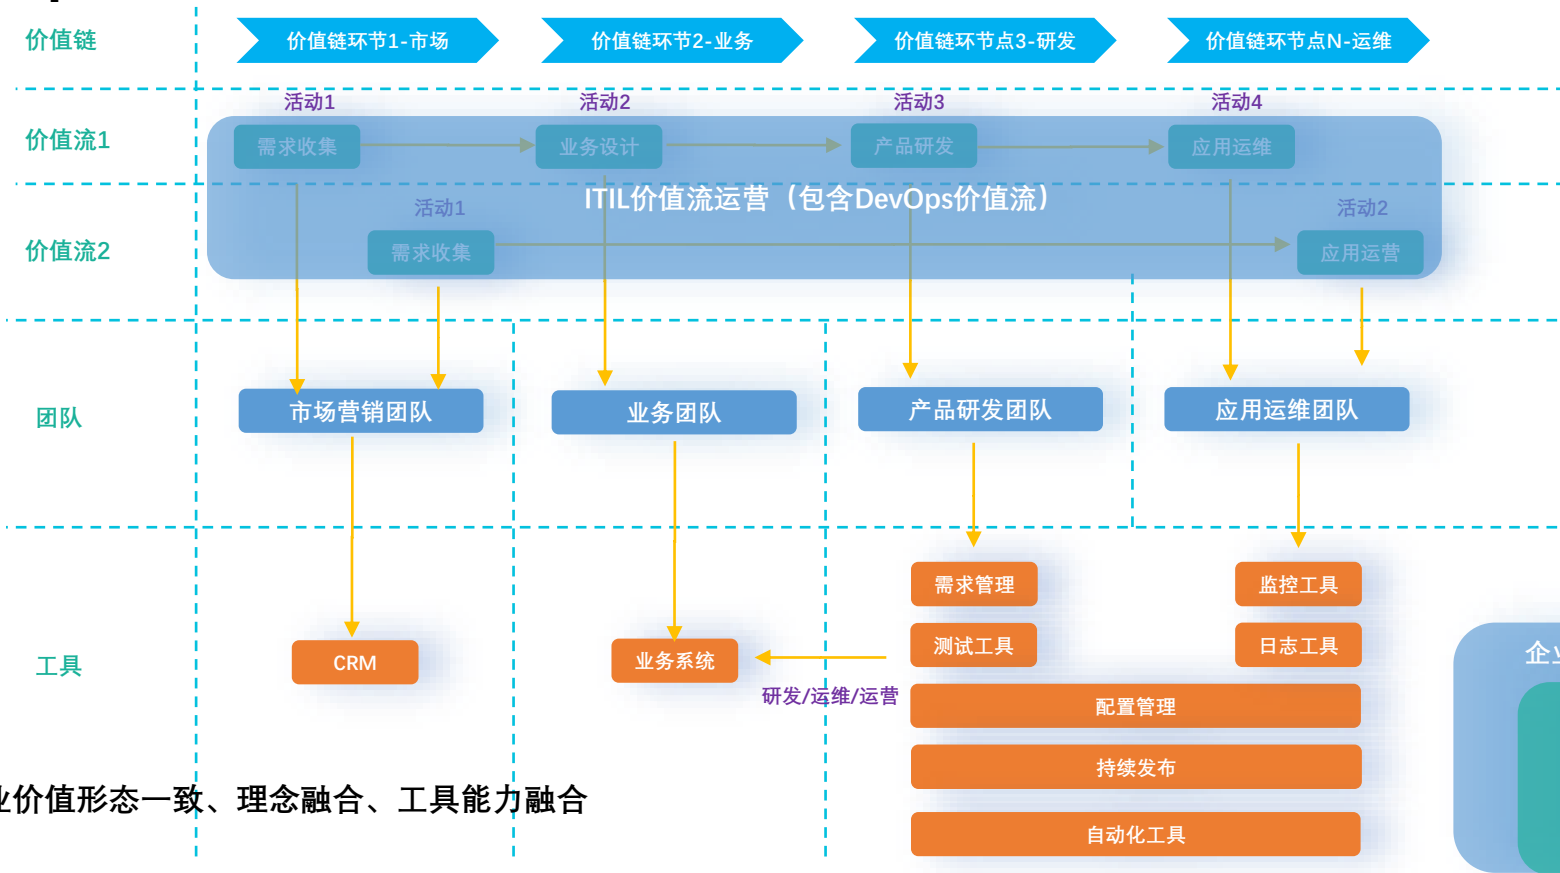 价值链
价值链环节1-市场
价值链环节2-业务
价值链环节点3-研发
价值链环节点N-运维
活动1
活动2
活动3
活动4
价值流1
需求收集
业务设计
产品研发
应用运维
ITIL价值流运营（包含DevOps价值流）
活动1
活动2
价值流2
需求收集
应用运营
团队
市场营销团队
业务团队
产品研发团队
应用运维团队
需求管理
监控工具
工具
CRM
业务系统
测试工具
日志工具
研发/运维/运营
配置管理
持续发布
自动化工具
业价值形态一致、理念融合、工具能力融合
企业